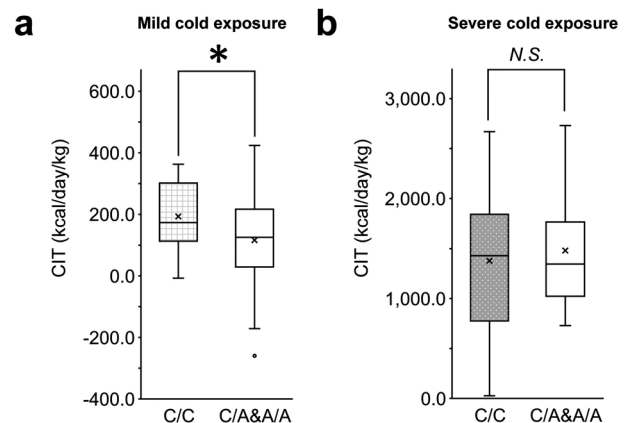 a
Mild cold exposure
*
CIT (kcal/day/kg)
600.0
400.0
200.0
0.0
-200.0
-400.0
C/C
C/A&A/A
b
Severe cold exposure
N.S.
CIT (kcal/day/kg)
3,000.0
2,000.0
1,000.0
0.0
C/C
C/A&A/A